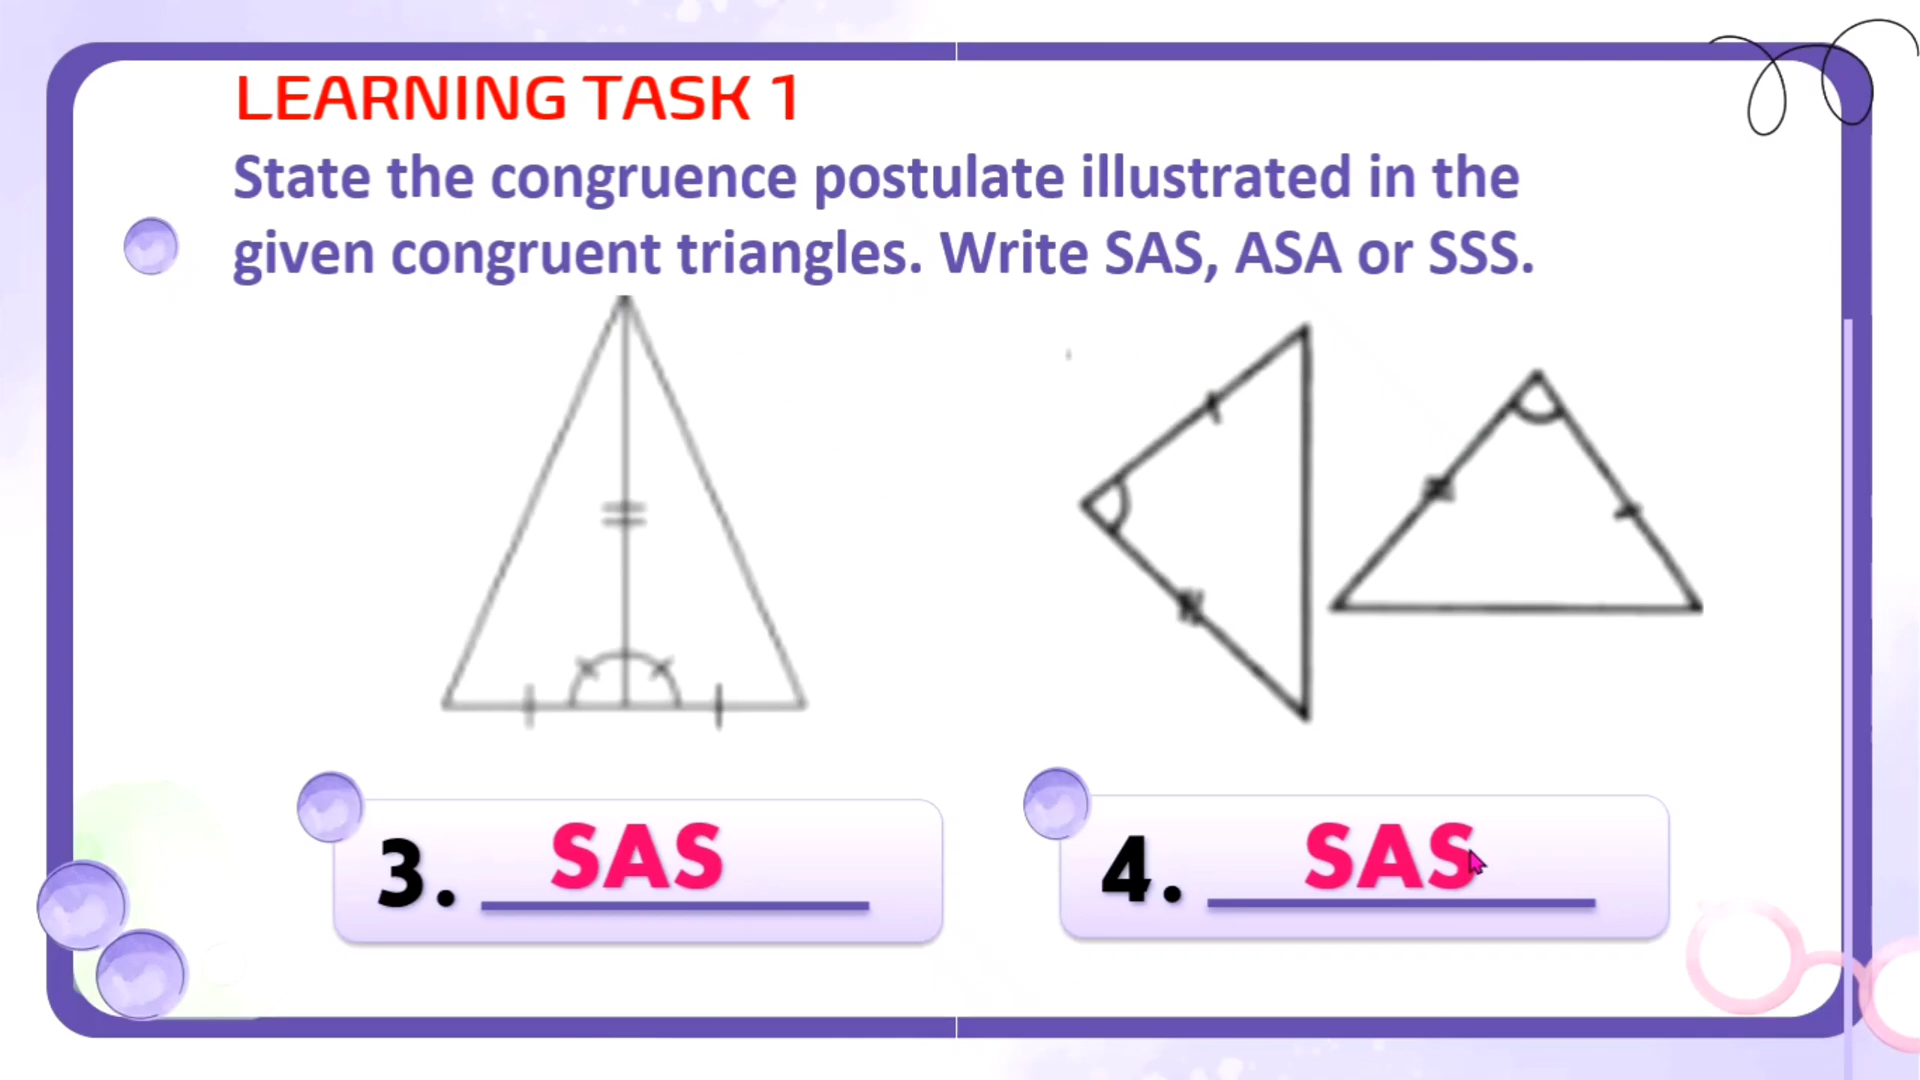 LEARNING TASK 1
State the congruence postulate illustrated in the
given congruent triangles. Write SAS, ASA or SSS.
3. SAS
4. SAS